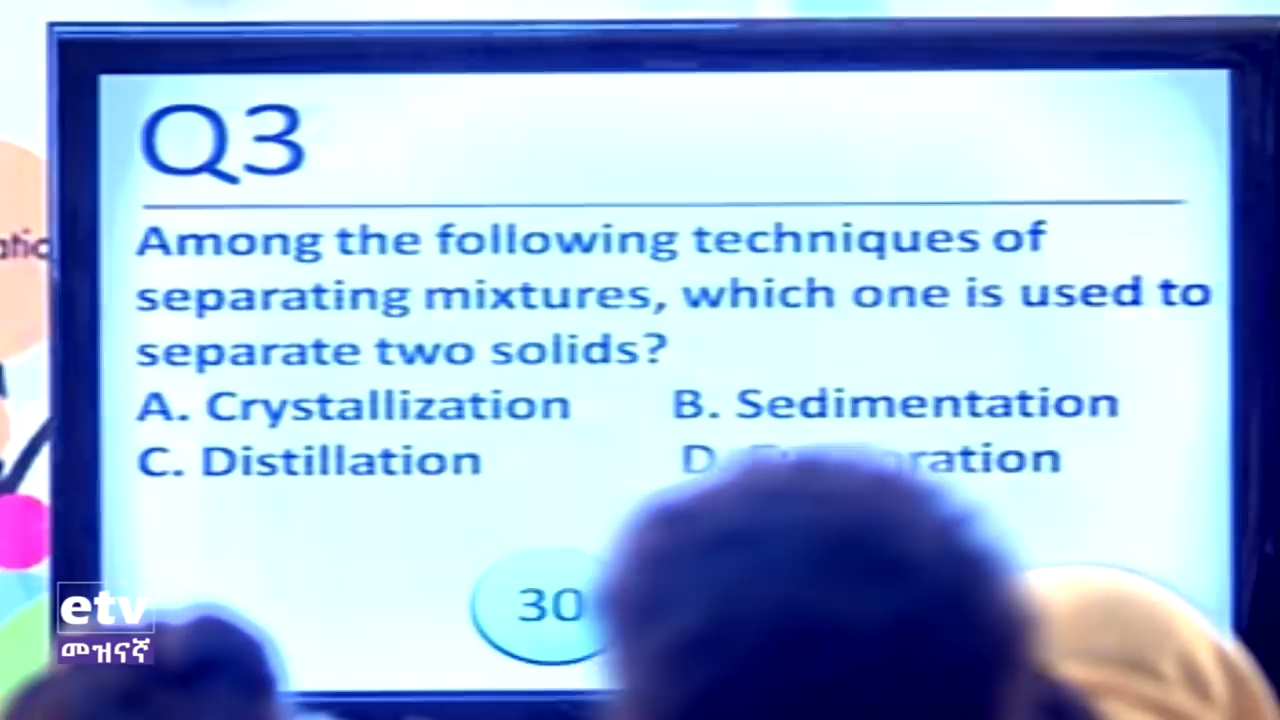 Q3
Among the following techniques of
separating mixtures, which one is used to
separate two solids?
A. Crystallization B. Sedimentation
C. Distillation D.
30
etv
መዝናኛ